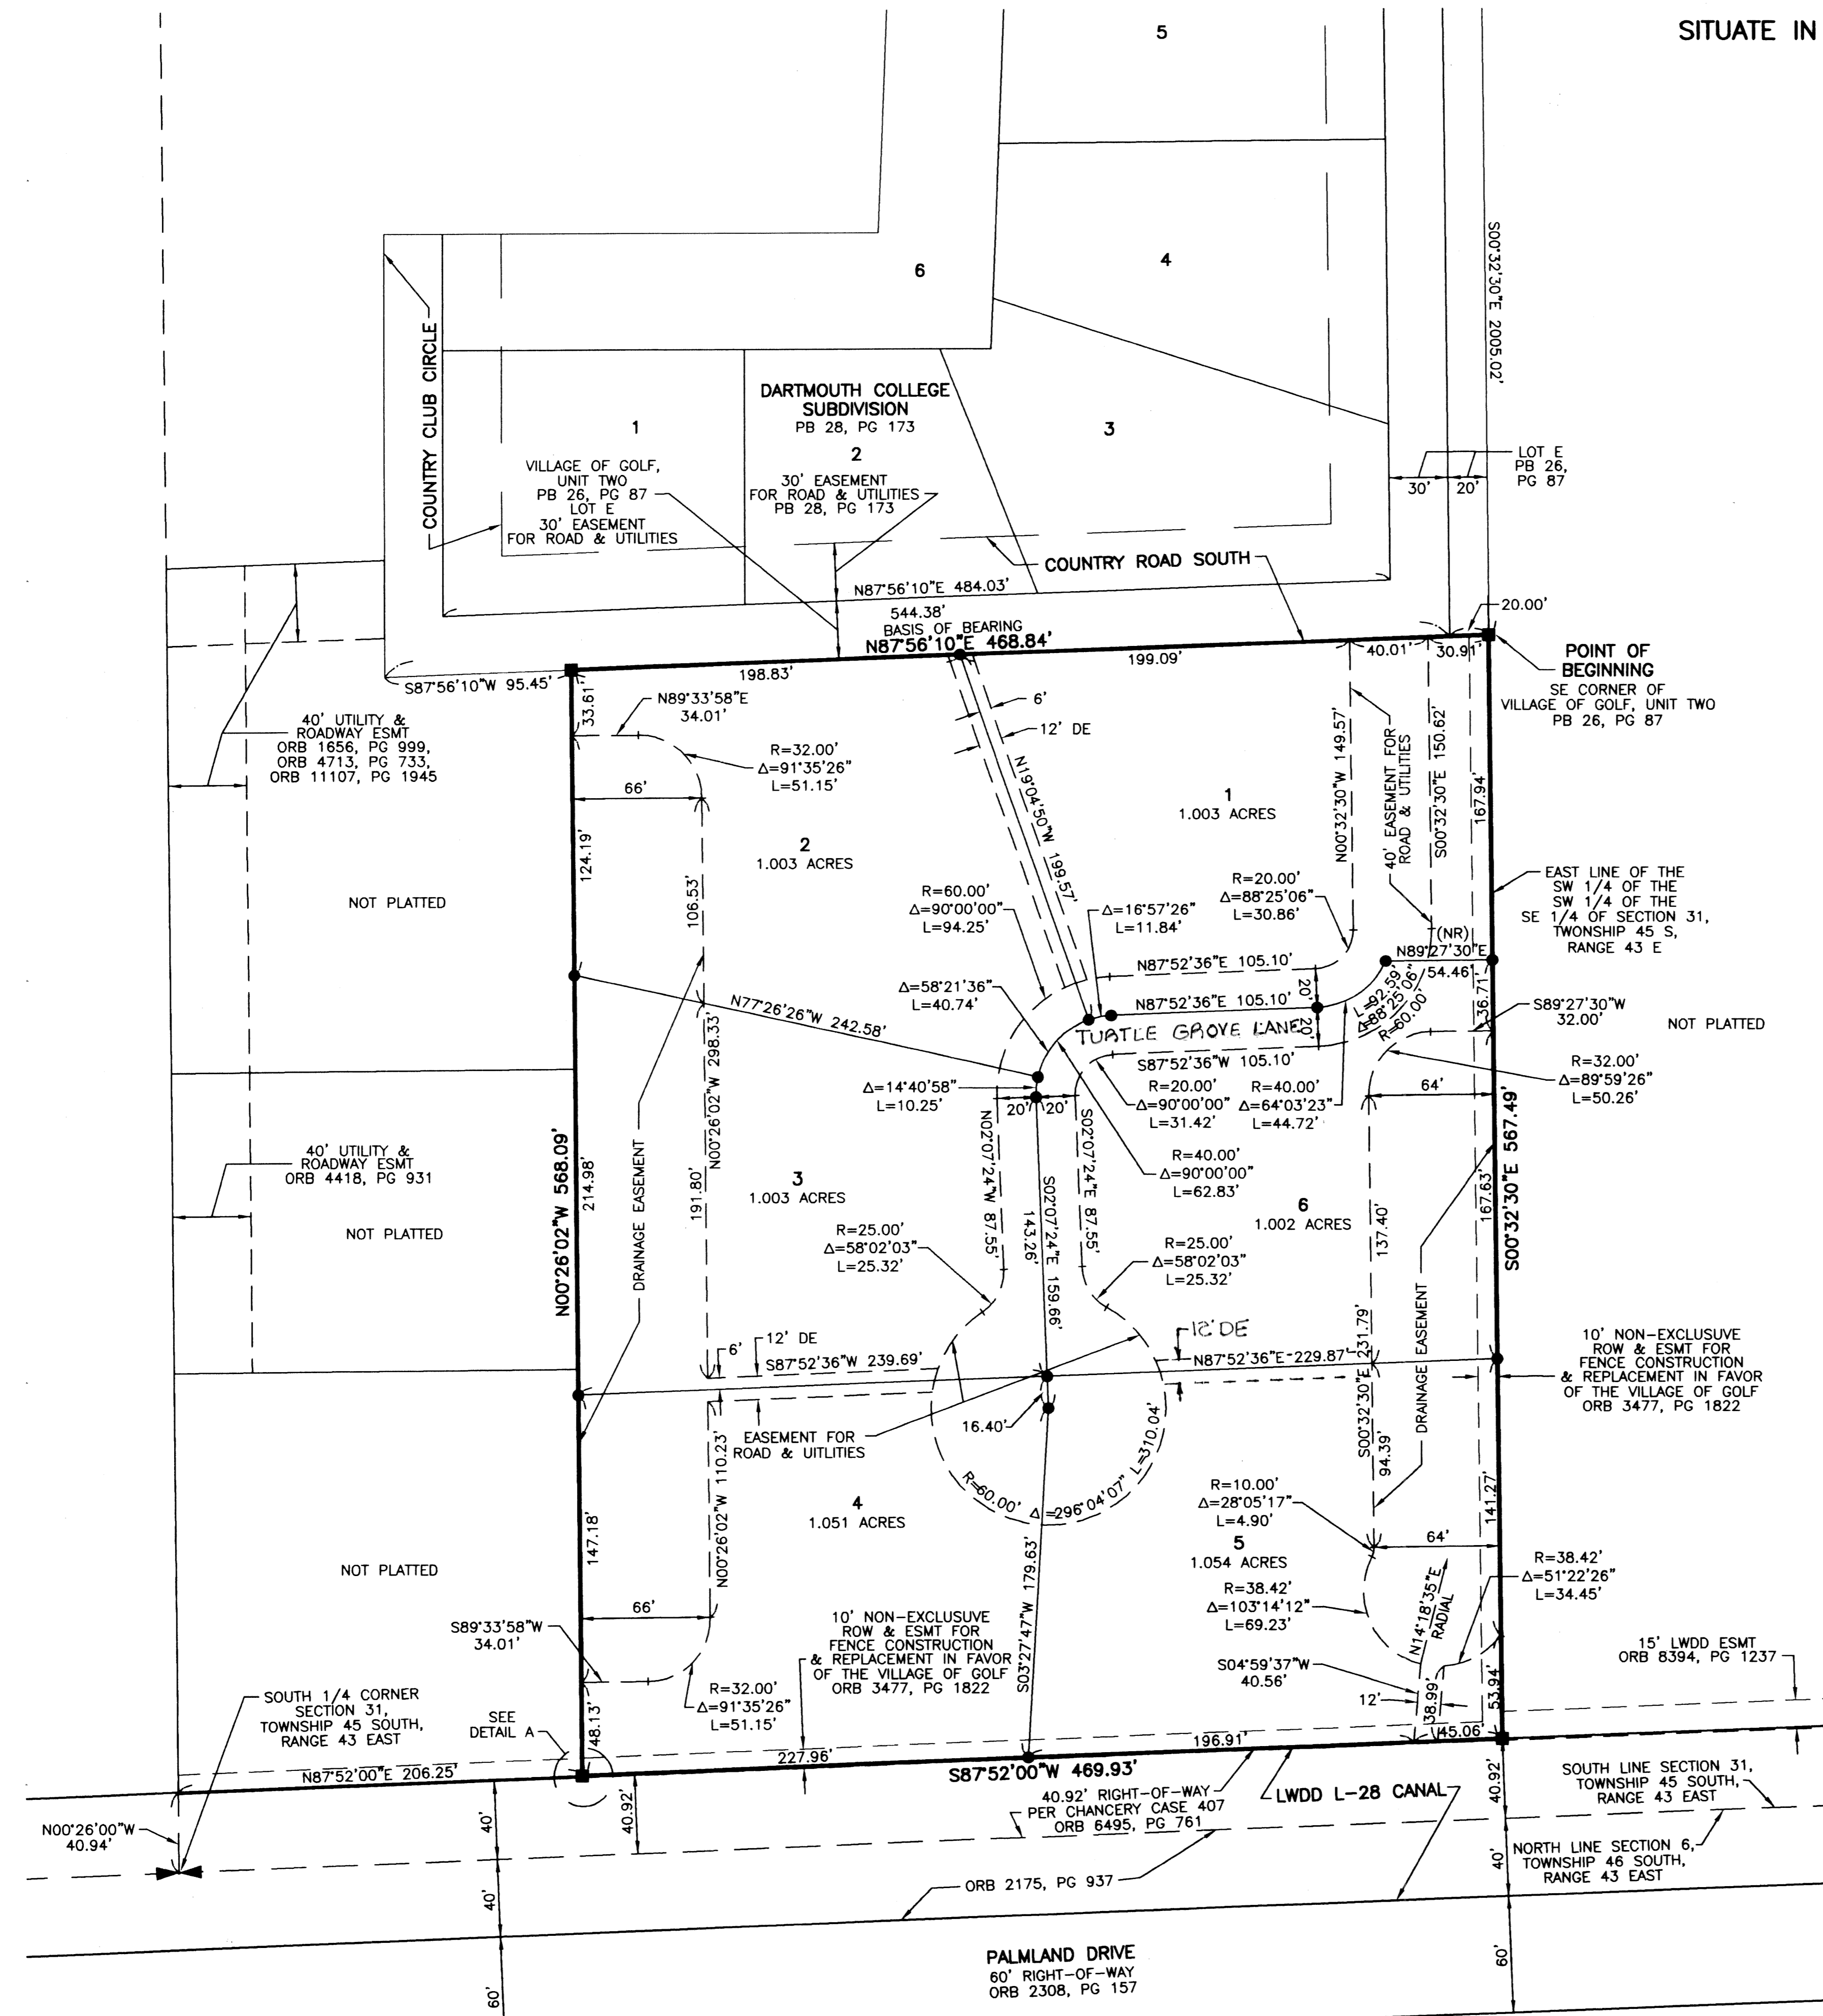 SITUATE IN
5
S00°32'30"E 2005.02'
4
6
COUNTRY CLUB CIRCLE
DARTMOUTH COLLEGE
SUBDIVISION
PB 28, PG 173
1
2
3
VILLAGE OF GOLF,
UNIT TWO
PB 26, PG 87
LOT E
30' EASEMENT
FOR ROAD & UTILITIES
30' EASEMENT
FOR ROAD & UTILITIES
PB 28, PG 173
LOT E
PB 26,
PG 87
30'
20'
COUNTRY ROAD SOUTH
N87°56'10"E 484.03'
544.38'
BASIS OF BEARING
N87°56'10"E 468.84'
20.00'
198.83'
199.09'
40.01'
30.91'
POINT OF
BEGINNING
SE CORNER OF
VILLAGE OF GOLF, UNIT TWO
PB 26, PG 87
S87°56'10"W 95.45'
33.61'
N89°33'58"E
34.01'
40' UTILITY &
ROADWAY ESMT
ORB 1656, PG 999,
ORB 4713, PG 733,
ORB 11107, PG 1945
R=32.00'
Δ=91°35'26"
L=51.15'
66'
6'
12' DE
N19°04'50"W 199.57'
N00°32'30"W 149.57'
40' EASEMENT FOR
ROAD & UTILITIES
S00°32'30"E 150.62'
167.94'
1
1.003 ACRES
2
1.003 ACRES
124.19'
106.53'
NOT PLATTED
R=60.00'
Δ=90°00'00"
L=94.25'
Δ=16°57'26"
L=11.84'
R=20.00'
Δ=88°25'06"
L=30.86'
EAST LINE OF THE
SW 1/4 OF THE
SW 1/4 OF THE
SE 1/4 OF SECTION 31,
TWONSHIP 45 S,
RANGE 43 E
(NR)
N89°27'30"E
54.46'
N87°52'36"E 105.10'
Δ=58°21'36"
L=40.74'
N87°52'36"E 105.10'
20'
20'
L=92.59'
Δ=88°25'06"
R=60.00'
36.71'
S89°27'30"W
32.00'
NOT PLATTED
N77°26'26"W 242.58'
TURTLE GROVE LANE
S87°52'36"W 105.10'
Δ=14°40'58"
L=10.25'
20'
20'
R=20.00'
Δ=90°00'00"
L=31.42'
R=40.00'
Δ=64°03'23"
L=44.72'
64'
R=32.00'
Δ=89°59'26"
L=50.26'
N00°26'02"W 568.09'
214.98'
DRAINAGE EASEMENT
191.80'
N00°26'02"W 298.33'
40' UTILITY &
ROADWAY ESMT
ORB 4418, PG 931
NOT PLATTED
3
1.003 ACRES
N02°07'24"W 87.55'
S02°07'24"E 159.66'
143.26'
S02°07'24"E 87.55'
R=40.00'
Δ=90°00'00"
L=62.83'
6
1.002 ACRES
137.40'
167.63'
S00°32'30"E 567.49'
R=25.00'
Δ=58°02'03"
L=25.32'
R=25.00'
Δ=58°02'03"
L=25.32'
S00°32'30"E 231.79'
DRAINAGE EASEMENT
12' DE
6'
12' DE
S87°52'36"W 239.69'
N87°52'36"E 229.87'
10' NON-EXCLUSUVE
ROW & ESMT FOR
FENCE CONSTRUCTION
& REPLACEMENT IN FAVOR
OF THE VILLAGE OF GOLF
ORB 3477, PG 1822
16.40'
EASEMENT FOR
ROAD & UITLITIES
N00°26'02"W 110.23'
R=60.00' Δ=296°04'07" L=310.04'
94.39'
141.27'
147.18'
4
1.051 ACRES
R=10.00'
Δ=28°05'17"
L=4.90'
5
1.054 ACRES
64'
R=38.42'
Δ=51°22'26"
L=34.45'
NOT PLATTED
R=38.42'
Δ=103°14'12"
L=69.23'
S03°27'47"W 179.63'
N14°18'35"E
RADIAL
66'
S89°33'58"W
34.01'
10' NON-EXCLUSUVE
ROW & ESMT FOR
FENCE CONSTRUCTION
& REPLACEMENT IN FAVOR
OF THE VILLAGE OF GOLF
ORB 3477, PG 1822
S04°59'37"W
40.56'
12'
38.99'
53.94'
15' LWDD ESMT
ORB 8394, PG 1237
R=32.00'
Δ=91°35'26"
L=51.15'
SOUTH 1/4 CORNER
SECTION 31,
TOWNSHIP 45 SOUTH,
RANGE 43 EAST
SEE
DETAIL A
48.13'
196.91'
45.06'
227.96'
N87°52'00"E 206.25'
S87°52'00"W 469.93'
40.92' RIGHT-OF-WAY
PER CHANCERY CASE 407
ORB 6495, PG 761
LWDD L-28 CANAL
40.92'
SOUTH LINE SECTION 31,
TOWNSHIP 45 SOUTH,
RANGE 43 EAST
N00°26'00"W
40.94'
40'
40.92'
NORTH LINE SECTION 6,
TOWNSHIP 46 SOUTH,
RANGE 43 EAST
40'
40'
ORB 2175, PG 937
PALMLAND DRIVE
60' RIGHT-OF-WAY
ORB 2308, PG 157
60'
60'